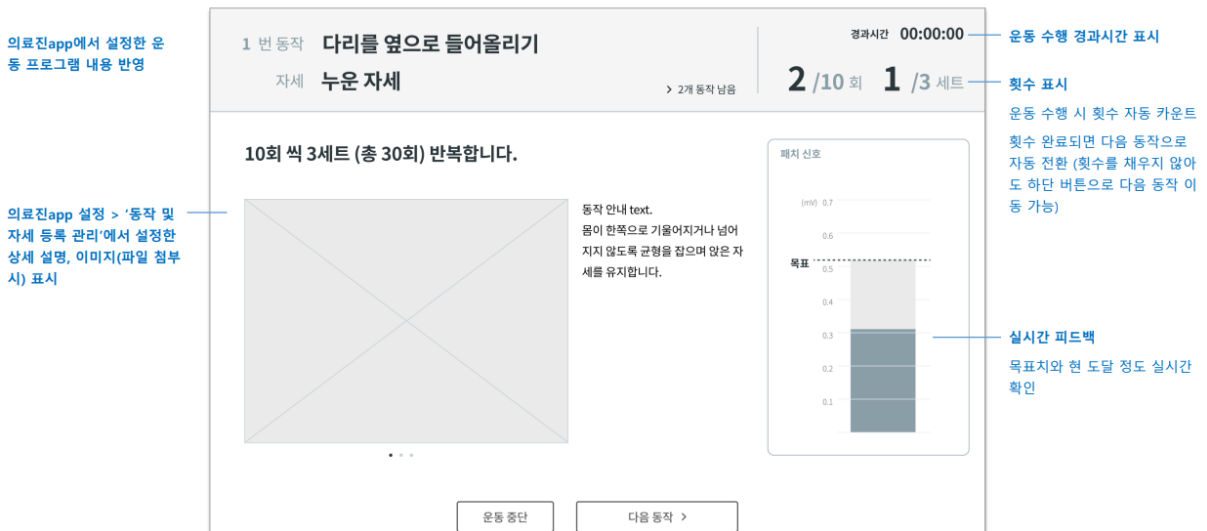 의료진app에서 설정한 운
동 프로그램 내용 반영
1 번 동작 다리를 옆으로 들어올리기
자세 누운 자세
> 2개 동작 남음
경과시간 00:00:00
2 /10 회 1 /3 세트
운동 수행 경과시간 표시
횟수 표시
운동 수행 시 횟수 자동 카운트
횟수 완료되면 다음 동작으로
자동 전환 (횟수를 채우지 않아
도 하단 버튼으로 다음 동작 이
동 가능)
10회 씩 3세트 (총 30회) 반복합니다.
의료진app 설정 > '동작 및
자세 등록 관리'에서 설정한
상세 설명, 이미지(파일 첨부
시) 표시
동작 안내 text.
몸이 한쪽으로 기울어지거나 넘어
지지 않도록 균형을 잡으며 앉은 자
세를 유지합니다.
패치 신호
(mV) 0.7
0.6
목표
0.5
0.4
0.3
0.2
0.1
실시간 피드백
목표치와 현 도달 정도 실시간
확인
운동 중단
다음 동작 >